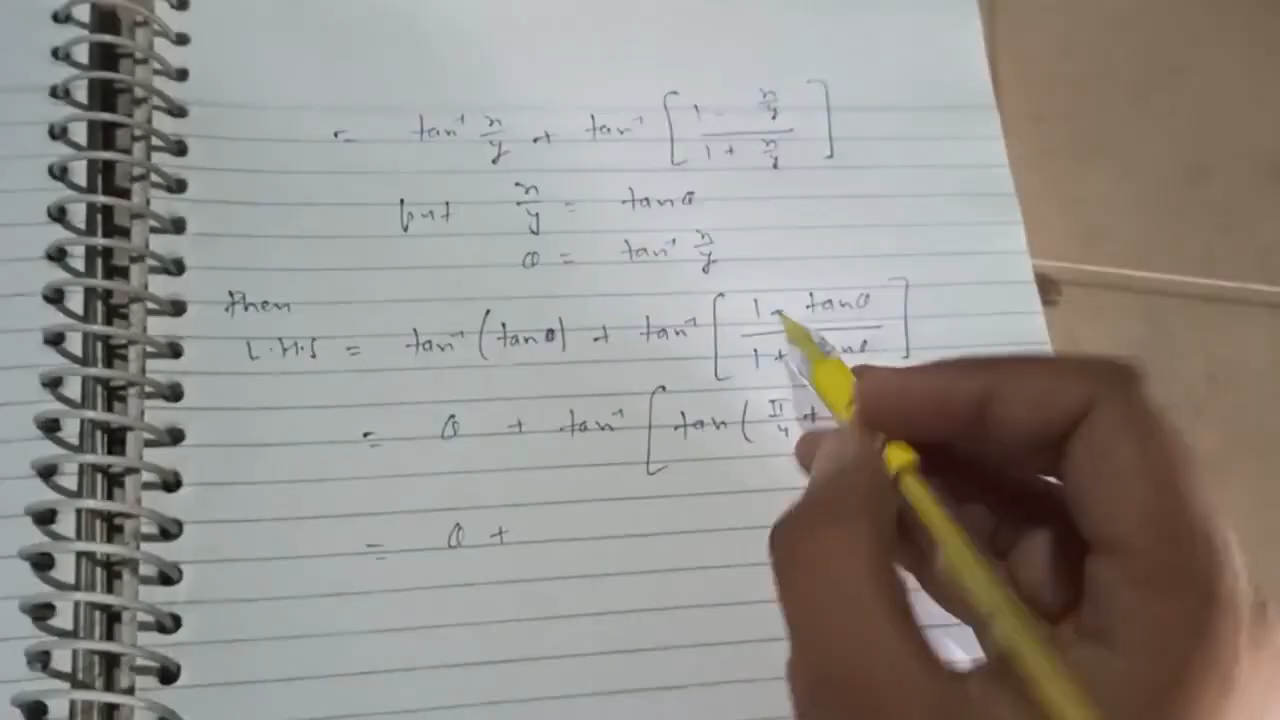 = tan⁻¹ x/y + tan⁻¹ [ (1 - x/y) / (1 + x/y) ]
put x/y = tanθ
θ = tan⁻¹ x/y
then
L.H.S = tan⁻¹ (tanθ) + tan⁻¹ [ (1 - tanθ) / (1 +
= θ + tan⁻¹ [ tan ( π/4 +
= θ +